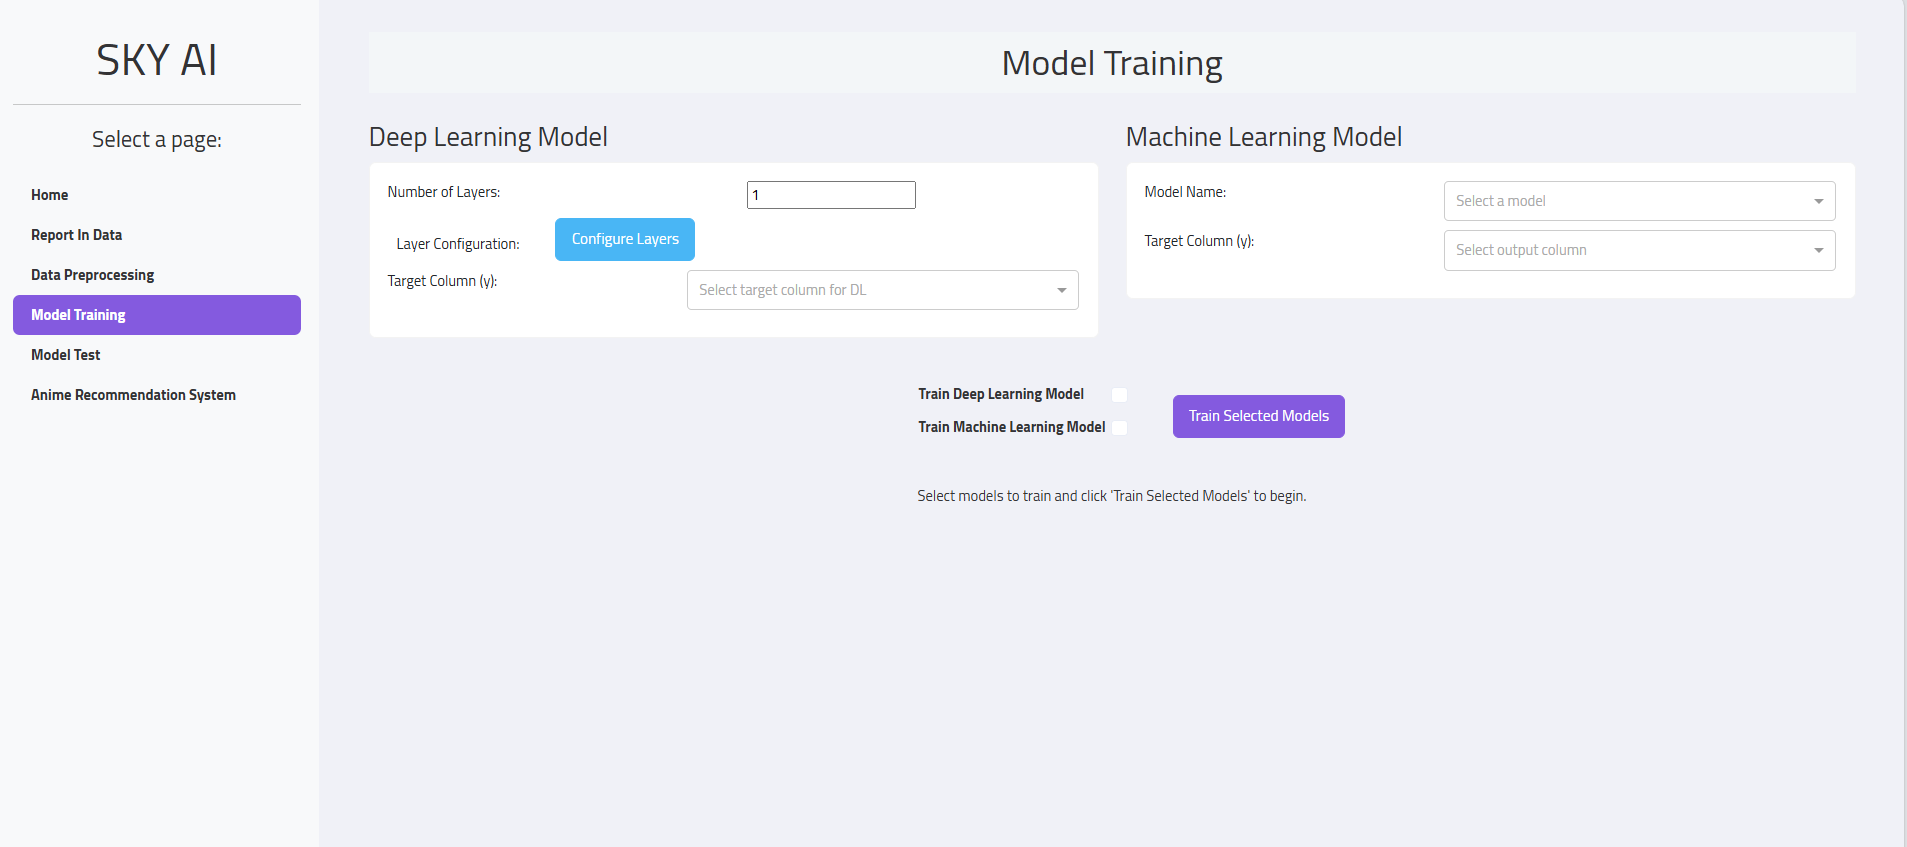 SKY AI
Select a page:
Home
Report In Data
Data Preprocessing
Model Training
Model Test
Anime Recommendation System
Model Training
Deep Learning Model
Number of Layers:
1
Layer Configuration:
Configure Layers
Target Column (y):
Select target column for DL
Machine Learning Model
Model Name:
Select a model
Target Column (y):
Select output column
Train Deep Learning Model
Train Machine Learning Model
Train Selected Models
Select models to train and click 'Train Selected Models' to begin.